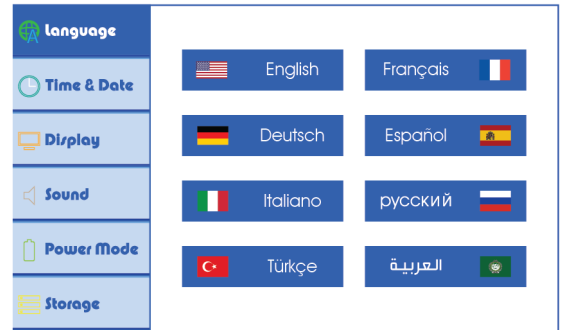 Language
Time & Date
Display
Sound
Power Mode
Storage
English
Français
Deutsch
Español
Italiano
русский
Türkçe
العربية